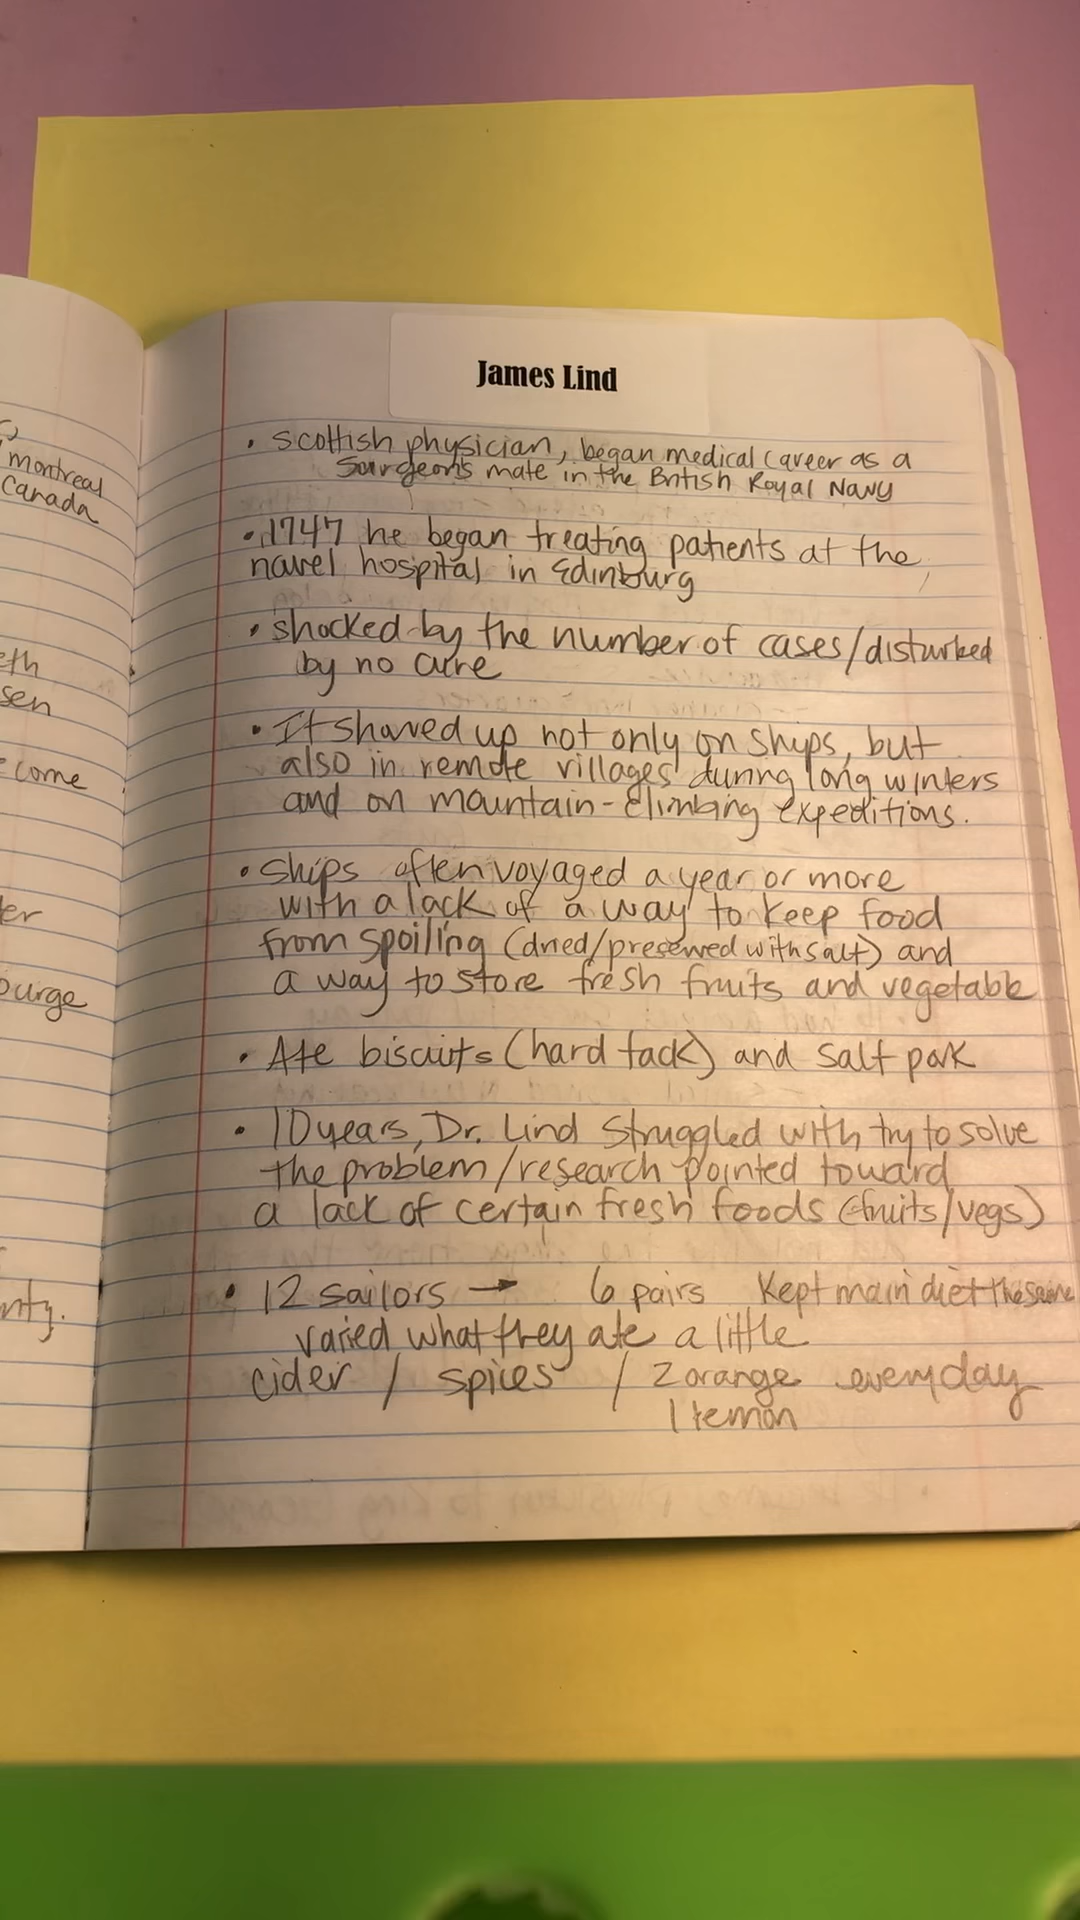 montreal
Canada
eth
sen
come
er
ourge
nty.
James Lind
• Scottish physician, began medical career as a
surgeon's mate in the British Royal Navy
• 1747 he began treating patients at the
navel hospital in Edinburg
• shocked by the number of cases/disturbed
by no cure
• It showed up not only on ships, but
also in remote villages during long winters
and on mountain-climbing expeditions.
• Ships often voyaged a year or more
with a lack of a way to keep food
from spoiling (dried/preserved with salt) and
a way to store fresh fruits and vegetable
• Ate biscuits (hard tack) and salt pork
• 10 years, Dr. Lind struggled with try to solve
the problem/research pointed toward
a lack of certain fresh foods (fruits/vegs)
• 12 sailors → 6 pairs Kept main diet the same
varied what they ate a little
cider / spices / 2 orange everyday
1 lemon